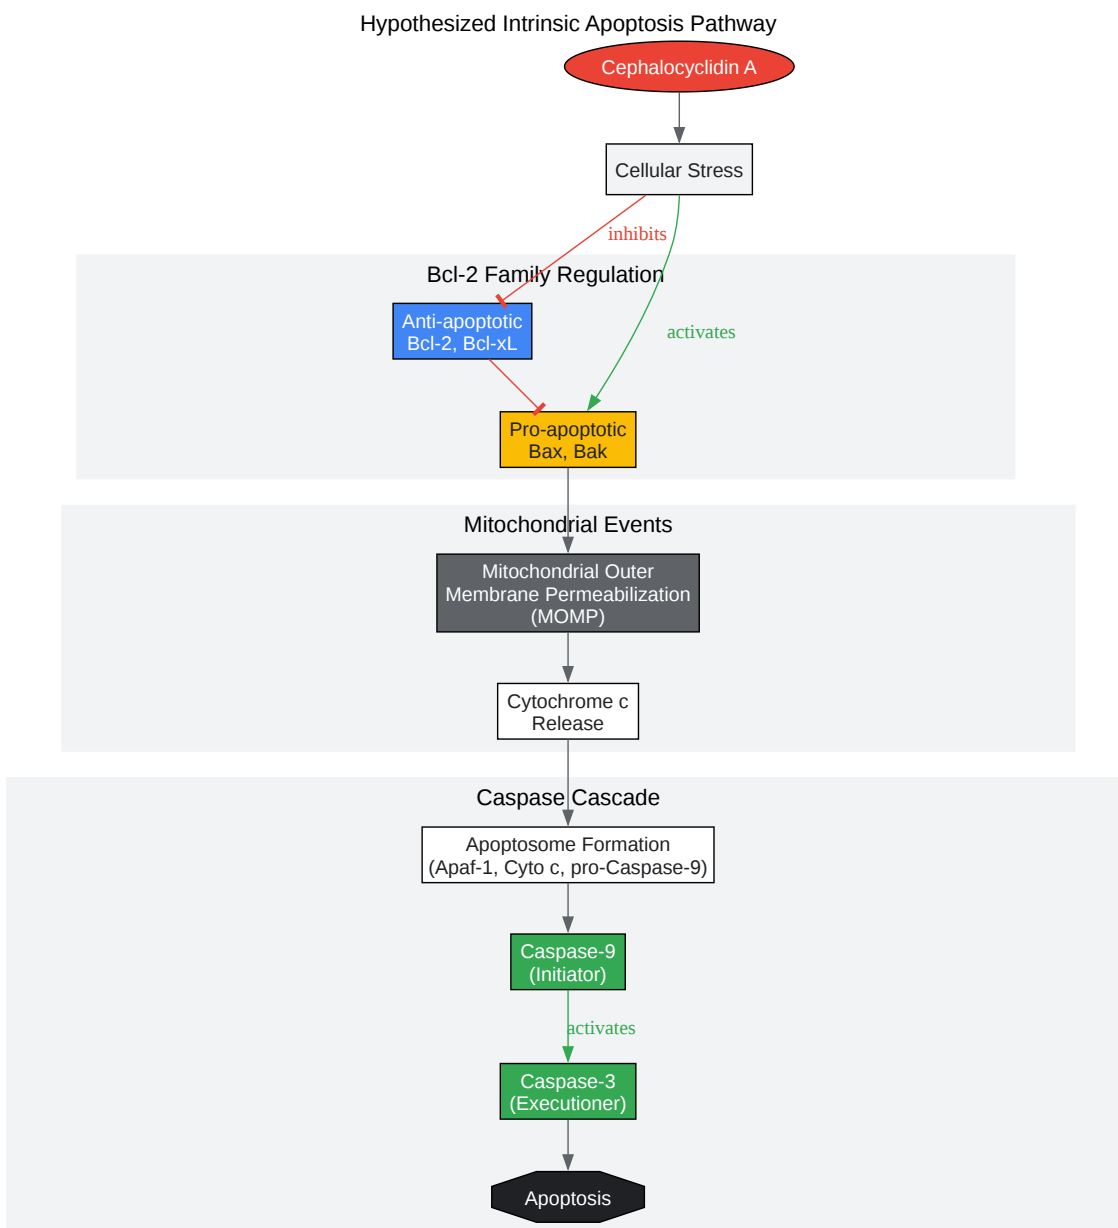 Hypothesized Intrinsic Apoptosis Pathway
Cephalocyclidin A
Cellular Stress
inhibits
Bcl-2 Family Regulation
Anti-apoptotic
Bcl-2, Bcl-xL
activates
Pro-apoptotic
Bax, Bak
Mitochondrial Events
Mitochondrial Outer
Membrane Permeabilization
(MOMP)
Cytochrome c
Release
Caspase Cascade
Apoptosome Formation
(Apaf-1, Cyto c, pro-Caspase-9)
Caspase-9
(Initiator)
activates
Caspase-3
(Executioner)
Apoptosis